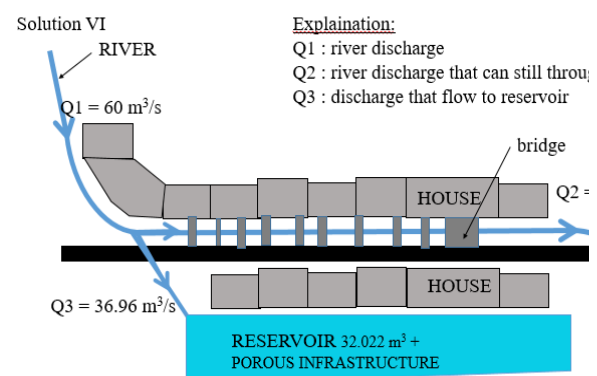 Solution VI
RIVER
Explaination:
Q1 : river discharge
Q2 : river discharge that can still throug
Q3 : discharge that flow to reservoir
Q1 = 60 m³/s
bridge
HOUSE
Q2 =
HOUSE
Q3 = 36.96 m³/s
RESERVOIR 32.022 m³ +
POROUS INFRASTRUCTURE